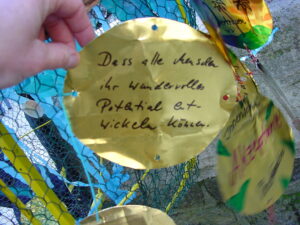 Dass alle Menschen
ihr wundervolles
Potential ent-
wickeln können.